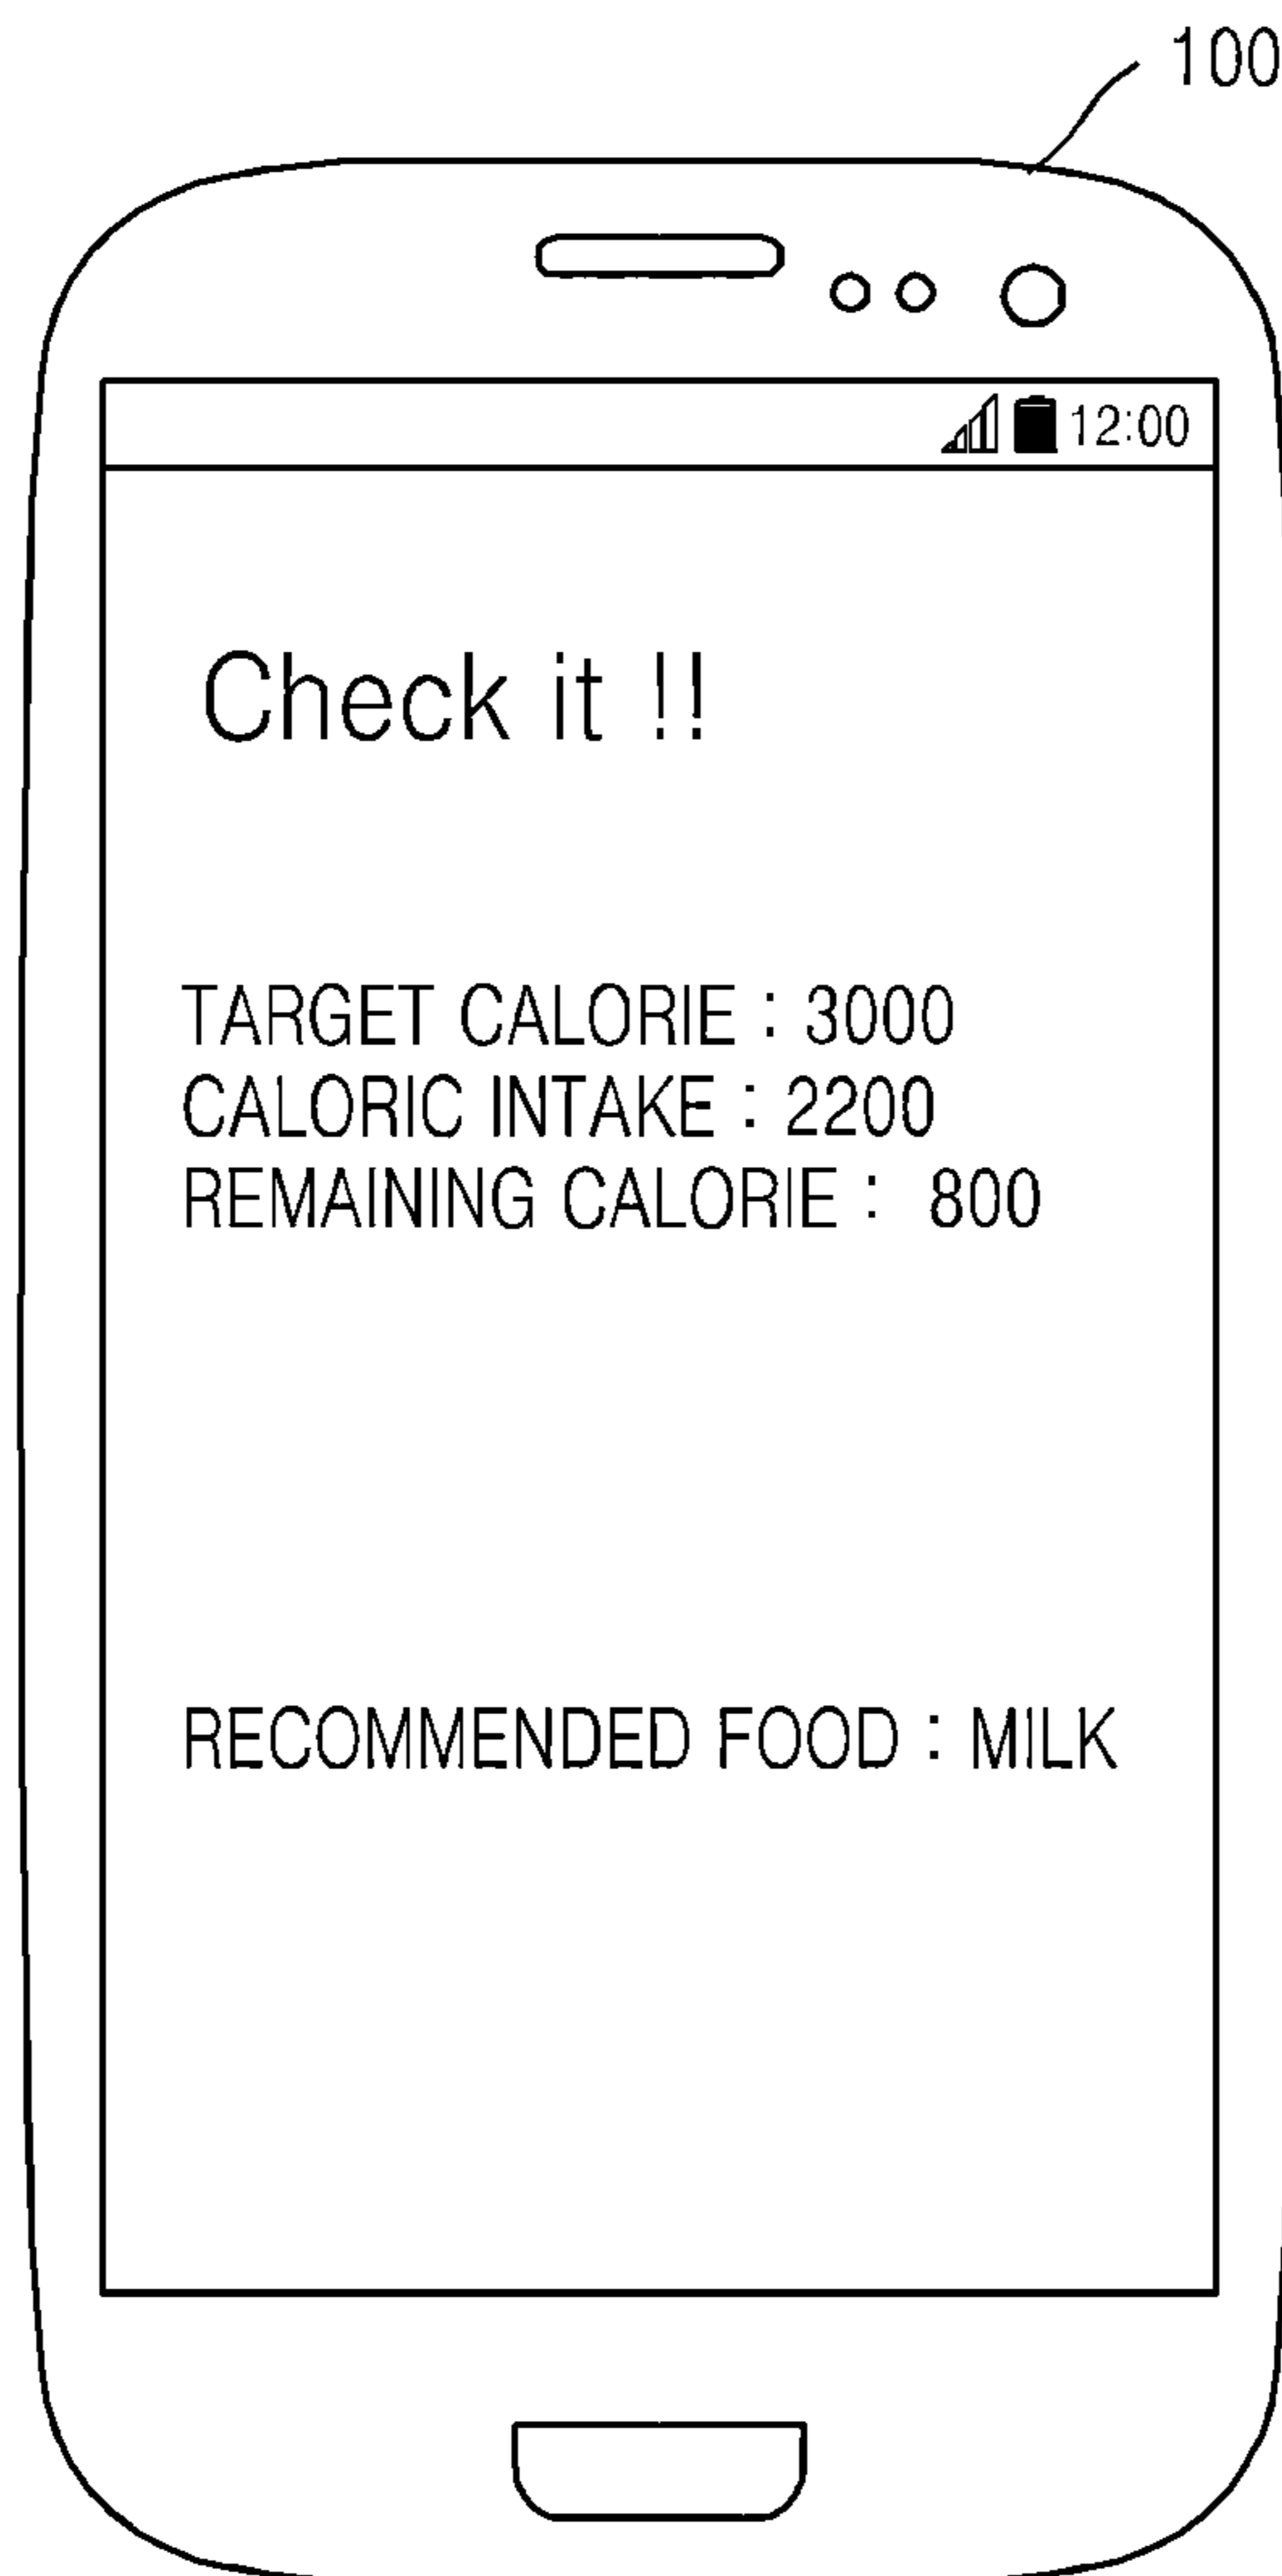 100
12:00
Check it !!
TARGET CALORIE : 3000
CALORIC INTAKE : 2200
REMAINING CALORIE : 800
RECOMMENDED FOOD : MILK